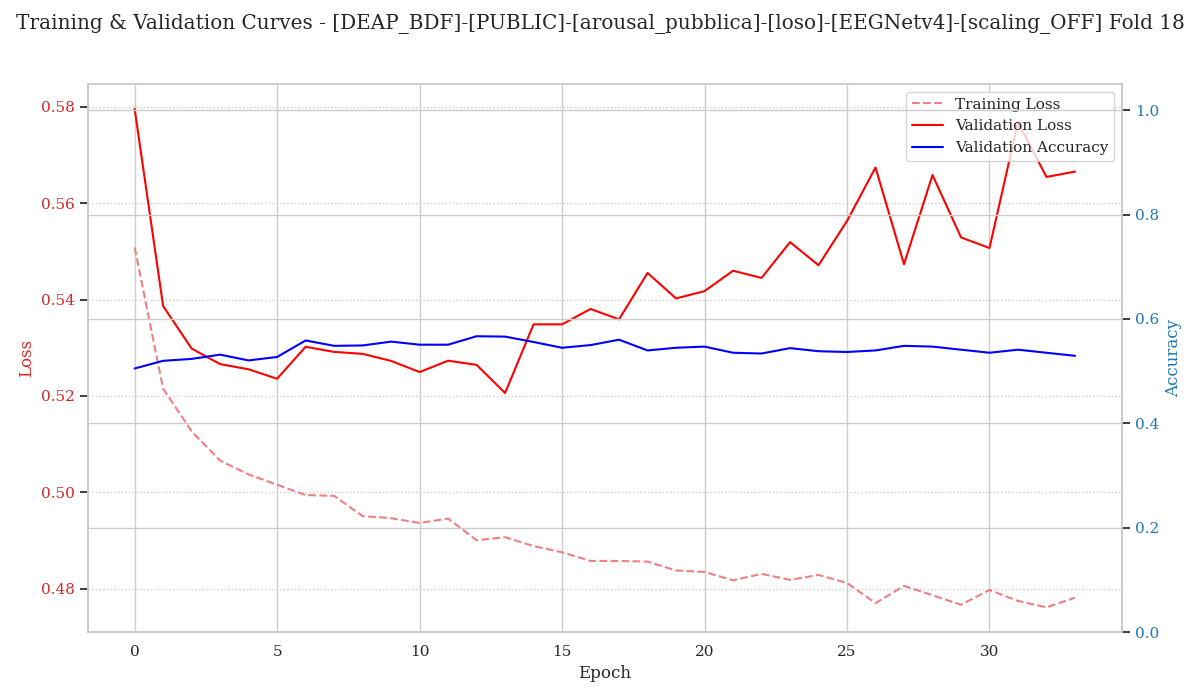 Training & Validation Curves - [DEAP_BDF]-[PUBLIC]-[arousal_pubblica]-[loso]-[EEGNetv4]-[scaling_OFF] Fold 18
Training Loss
Validation Loss
Validation Accuracy
0.58
0.56
0.54
0.52
0.50
0.48
Loss
1.0
0.8
0.6
0.4
0.2
0.0
Accuracy
0 5 10 15 20 25 30
Epoch